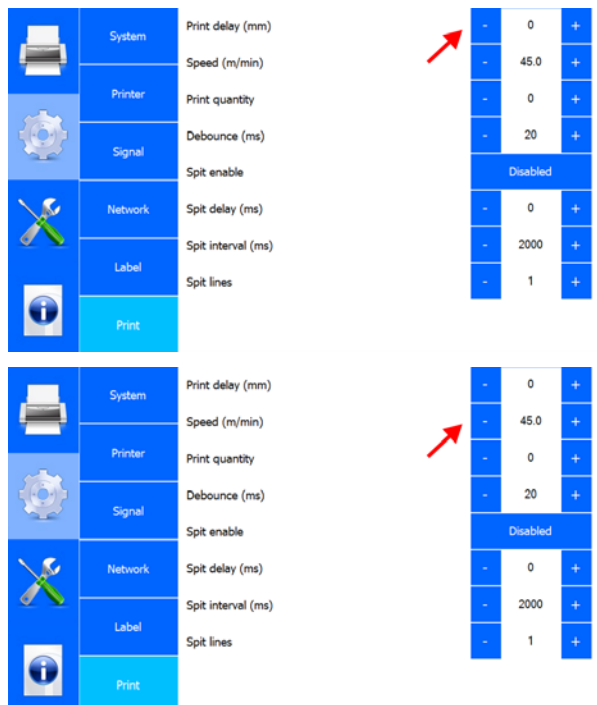 System
Printer
Signal
Network
Label
Print
Print delay (mm) - 0 +
Speed (m/min) - 45.0 +
Print quantity - 0 +
Debounce (ms) - 20 +
Spit enable Disabled
Spit delay (ms) - 0 +
Spit interval (ms) - 2000 +
Spit lines - 1 +
System
Printer
Signal
Network
Label
Print
Print delay (mm) - 0 +
Speed (m/min) - 45.0 +
Print quantity - 0 +
Debounce (ms) - 20 +
Spit enable Disabled
Spit delay (ms) - 0 +
Spit interval (ms) - 2000 +
Spit lines - 1 +